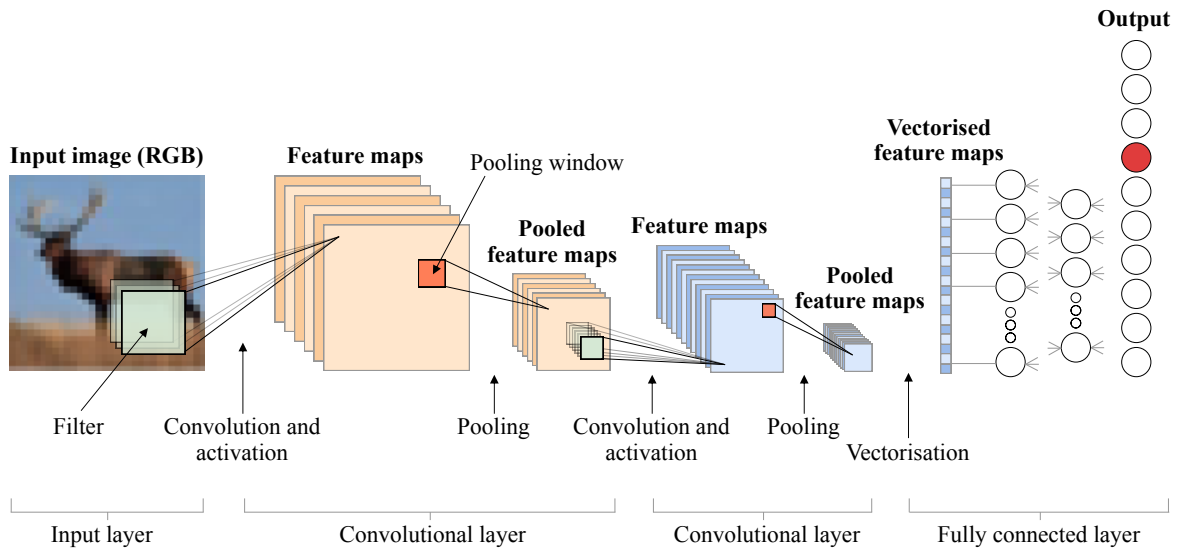 Output
Vectorised
feature maps
Input image (RGB)
Feature maps
Pooling window
Pooled
feature maps
Feature maps
Pooled
feature maps
Filter
Convolution and
activation
Pooling
Convolution and
activation
Pooling
Vectorisation
Input layer
Convolutional layer
Convolutional layer
Fully connected layer